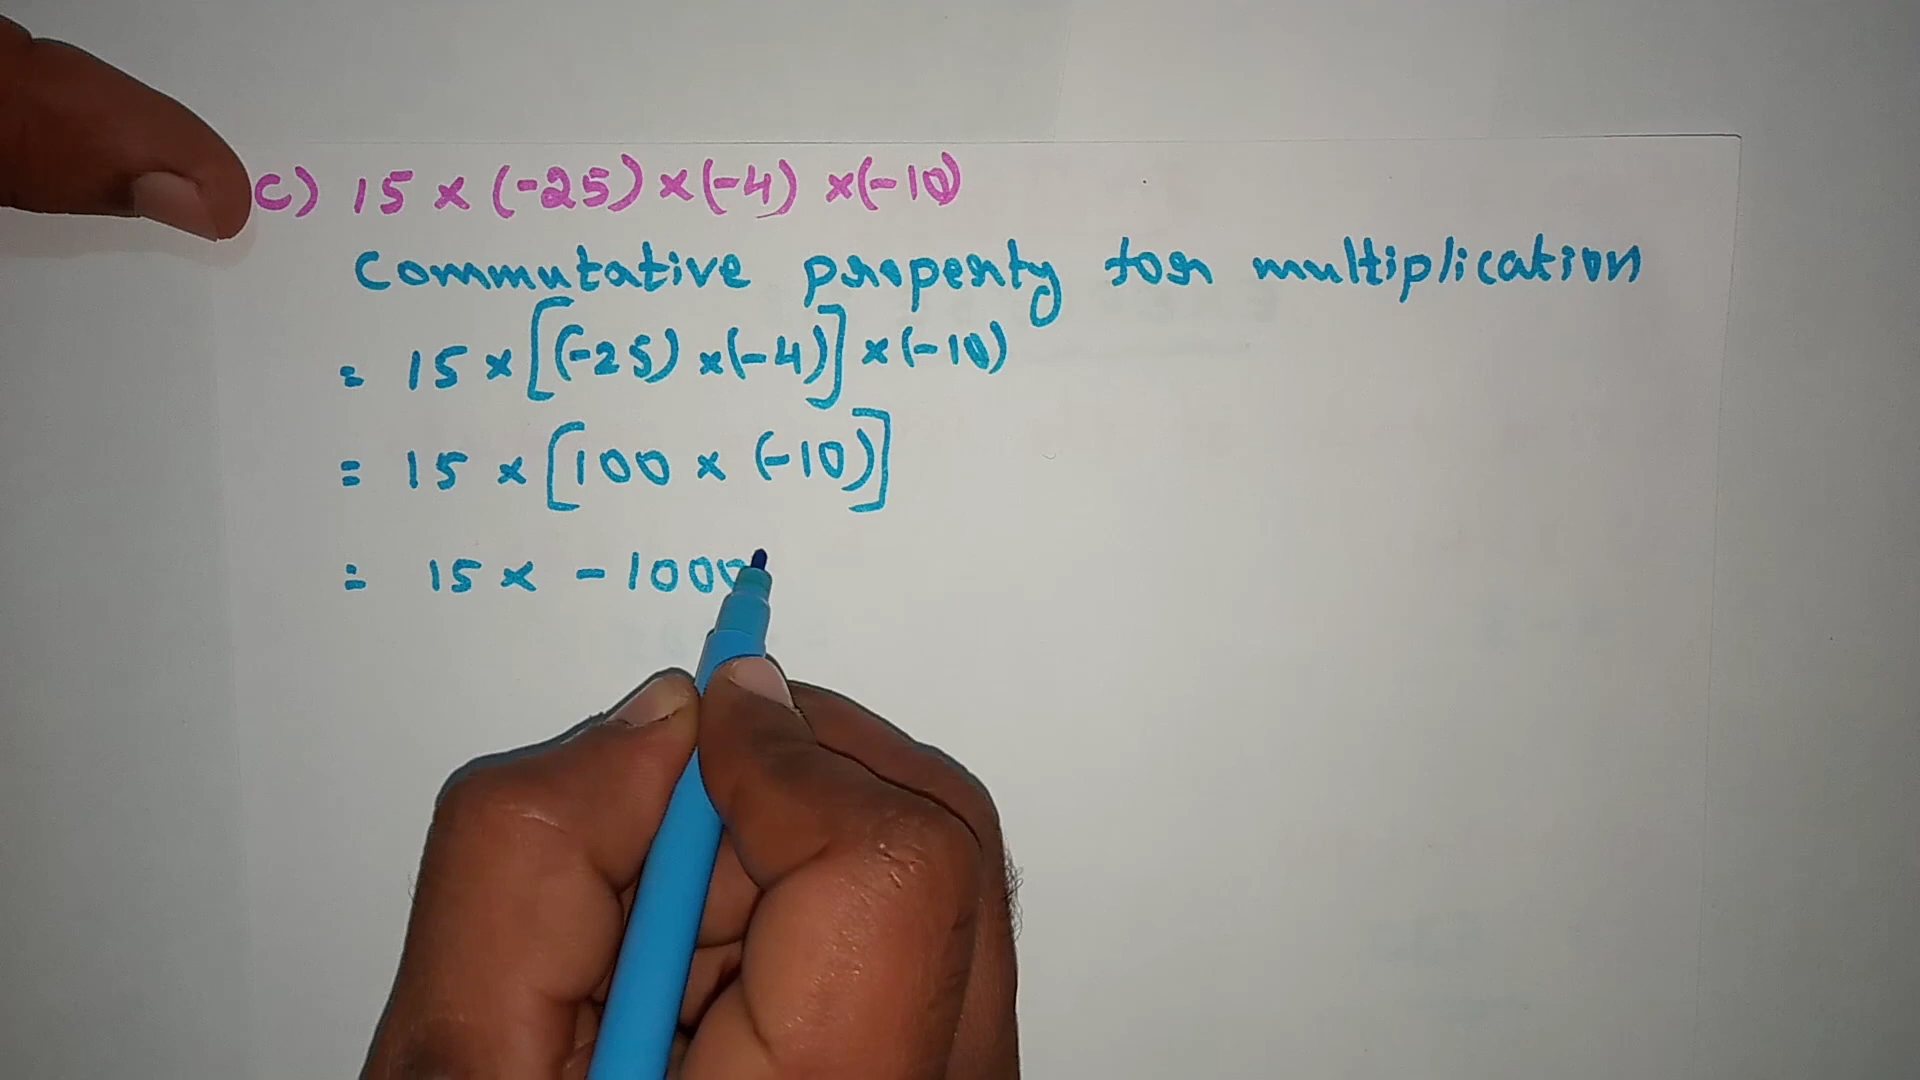 C) 15 × (-25) × (-4) × (-10)
Commutative property for multiplication
= 15 × [(-25) × (-4)] × (-10)
= 15 × [100 × (-10)]
= 15 × -1000